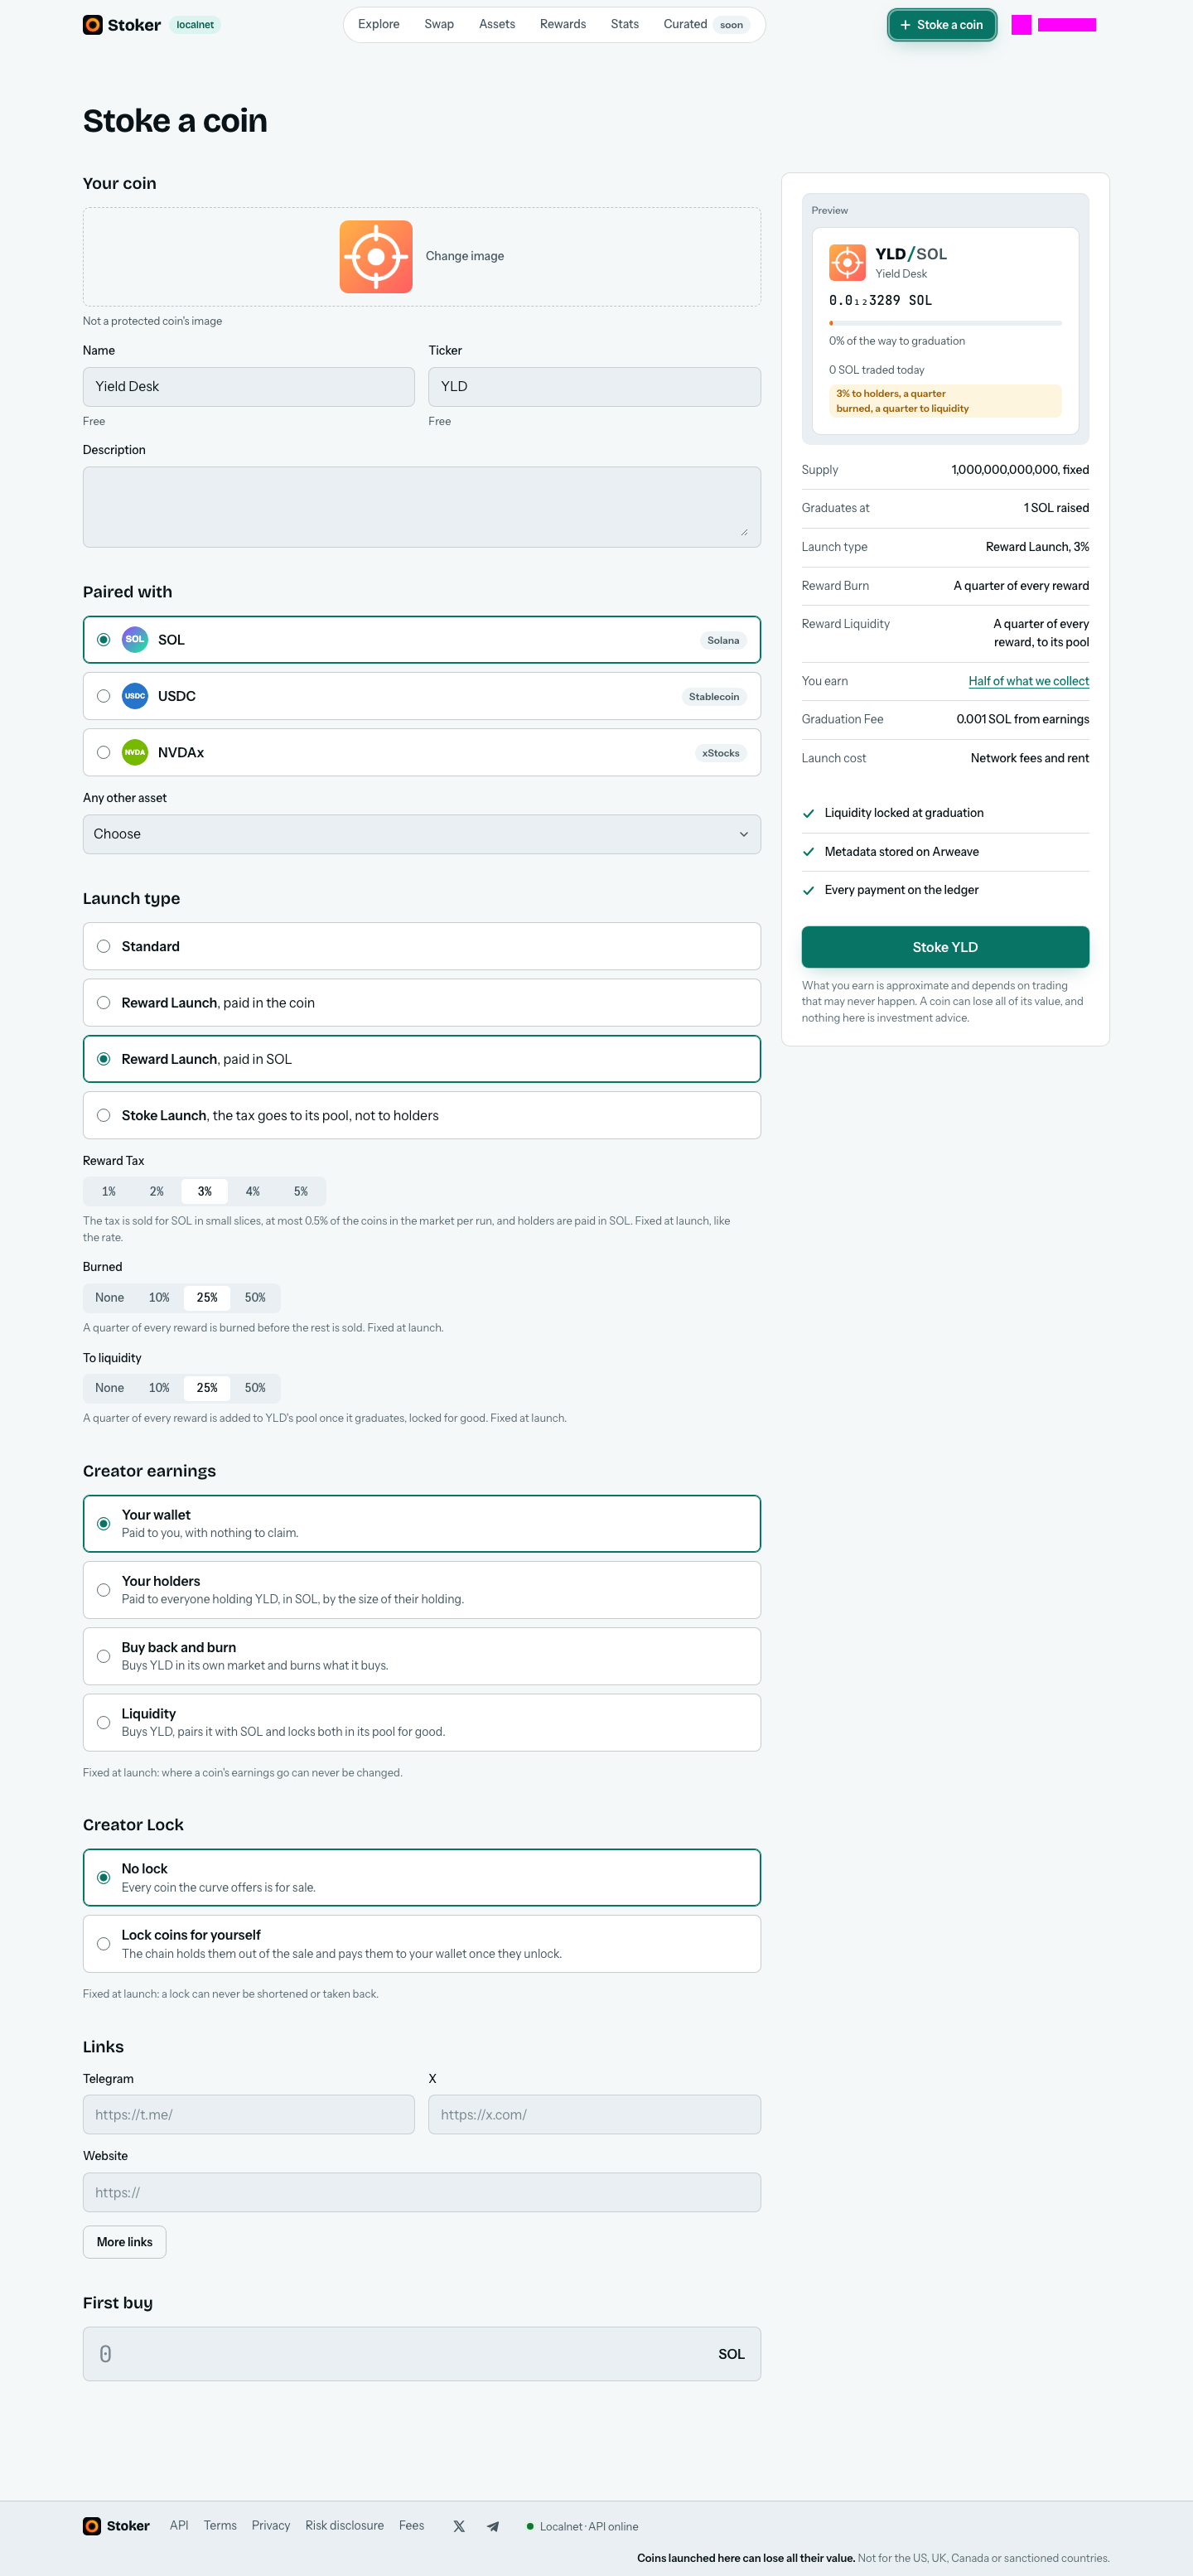 Stoker
localnet
Explore
Swap
Assets
Rewards
Stats
Curated
soon
Stoke a coin
Stoke a coin
Your coin
Change image
Not a protected coin's image
Name
Ticker
Yield Desk
YLD
Free
Free
Description
Paired with
SOL
SOL
Solana
USDC
USDC
Stablecoin
NVDA
NVDAx
xStocks
Any other asset
Choose
Launch type
Standard
Reward Launch, paid in the coin
Reward Launch, paid in SOL
Stoke Launch, the tax goes to its pool, not to holders
Reward Tax
1%
2%
3%
4%
5%
The tax is sold for SOL in small slices, at most 0.5% of the coins in the market per run, and holders are paid in SOL. Fixed at launch, like
the rate.
Burned
None
10%
25%
50%
A quarter of every reward is burned before the rest is sold. Fixed at launch.
To liquidity
None
10%
25%
50%
A quarter of every reward is added to YLD's pool once it graduates, locked for good. Fixed at launch.
Creator earnings
Your wallet
Paid to you, with nothing to claim.
Your holders
Paid to everyone holding YLD, in SOL, by the size of their holding.
Buy back and burn
Buys YLD in its own market and burns what it buys.
Liquidity
Buys YLD, pairs it with SOL and locks both in its pool for good.
Fixed at launch: where a coin's earnings go can never be changed.
Creator Lock
No lock
Every coin the curve offers is for sale.
Lock coins for yourself
The chain holds them out of the sale and pays them to your wallet once they unlock.
Fixed at launch: a lock can never be shortened or taken back.
Links
Telegram
X
https://t.me/
https://x.com/
Website
https://
More links
First buy
0
SOL
Preview
YLD/SOL
Yield Desk
0.0₁₂3289 SOL
0% of the way to graduation
0 SOL traded today
3% to holders, a quarter
burned, a quarter to liquidity
Supply
1,000,000,000,000, fixed
Graduates at
1 SOL raised
Launch type
Reward Launch, 3%
Reward Burn
A quarter of every reward
Reward Liquidity
A quarter of every
reward, to its pool
You earn
Half of what we collect
Graduation Fee
0.001 SOL from earnings
Launch cost
Network fees and rent
Liquidity locked at graduation
Metadata stored on Arweave
Every payment on the ledger
Stoke YLD
What you earn is approximate and depends on trading
that may never happen. A coin can lose all of its value, and
nothing here is investment advice.
Stoker
API
Terms
Privacy
Risk disclosure
Fees
Localnet · API online
Coins launched here can lose all their value. Not for the US, UK, Canada or sanctioned countries.